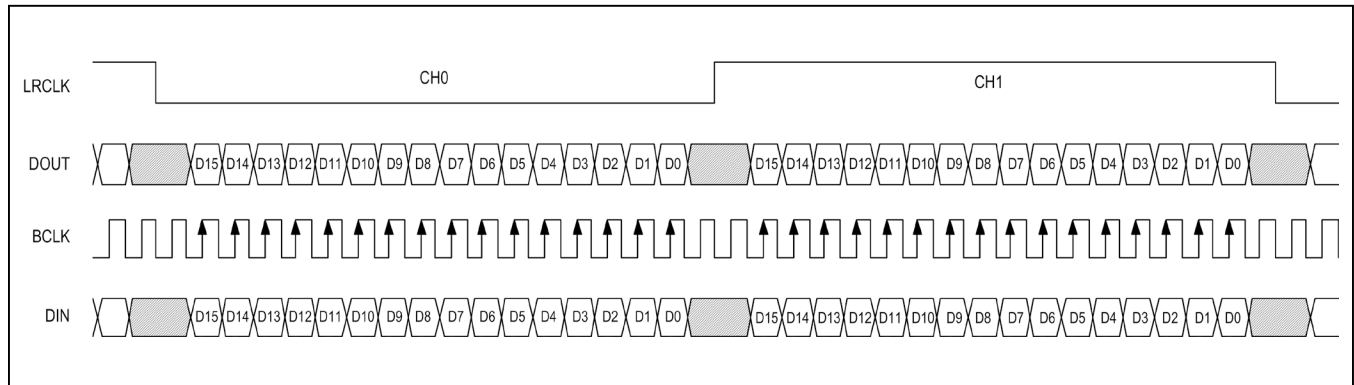 LRCLK CH0 CH1
DOUT D15 D14 D13 D12 D11 D10 D9 D8 D7 D6 D5 D4 D3 D2 D1 D0 D15 D14 D13 D12 D11 D10 D9 D8 D7 D6 D5 D4 D3 D2 D1 D0
BCLK
DIN D15 D14 D13 D12 D11 D10 D9 D8 D7 D6 D5 D4 D3 D2 D1 D0 D15 D14 D13 D12 D11 D10 D9 D8 D7 D6 D5 D4 D3 D2 D1 D0